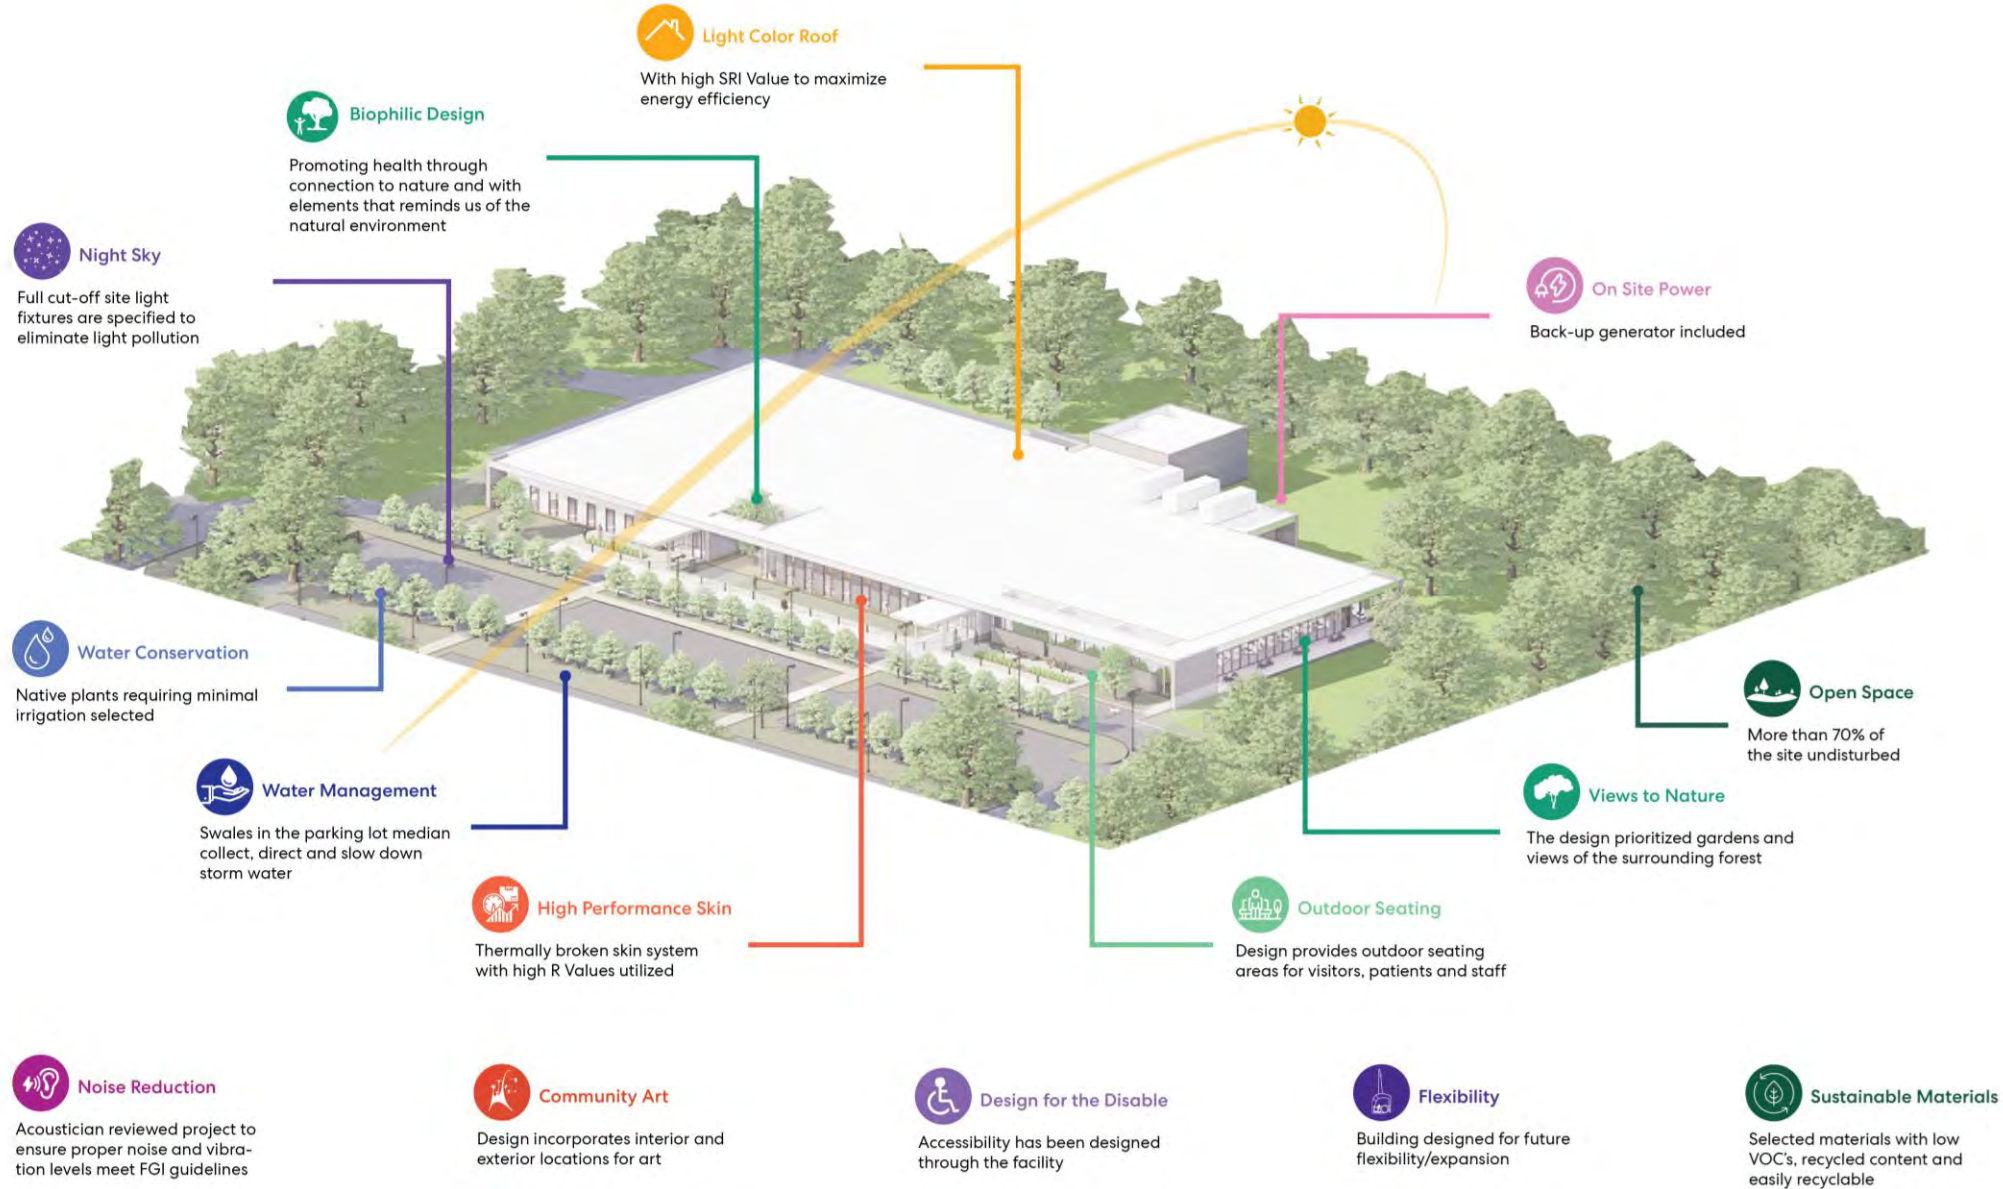 Light Color Roof
With high SRI Value to maximize
energy efficiency
Biophilic Design
Promoting health through
connection to nature and with
elements that reminds us of the
natural environment
Night Sky
Full cut-off site light
fixtures are specified to
eliminate light pollution
On Site Power
Back-up generator included
Water Conservation
Native plants requiring minimal
irrigation selected
Open Space
More than 70% of
the site undisturbed
Water Management
Swales in the parking lot median
collect, direct and slow down
storm water
Views to Nature
The design prioritized gardens and
views of the surrounding forest
High Performance Skin
Thermally broken skin system
with high R Values utilized
Outdoor Seating
Design provides outdoor seating
areas for visitors, patients and staff
Noise Reduction
Acoustician reviewed project to
ensure proper noise and vibra-
tion levels meet FGI guidelines
Community Art
Design incorporates interior and
exterior locations for art
Design for the Disable
Accessibility has been designed
through the facility
Flexibility
Building designed for future
flexibility/expansion
Sustainable Materials
Selected materials with low
VOC's, recycled content and
easily recyclable